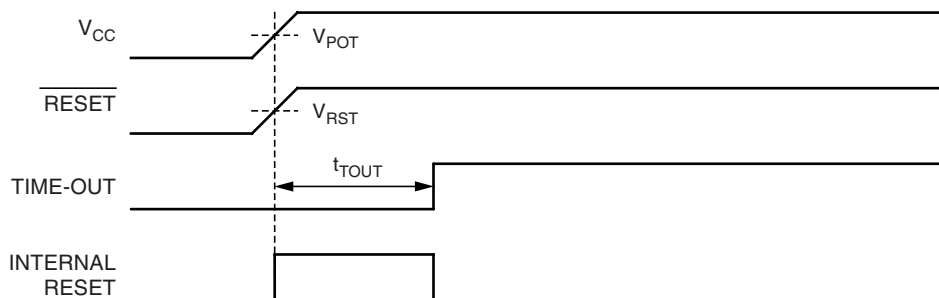 VCC
VPOT
RESET
VRST
tTOUT
TIME-OUT
INTERNAL
RESET